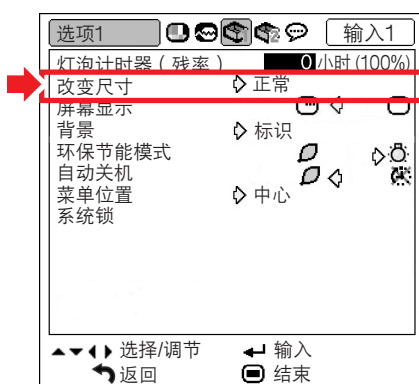 选项1 输入1
灯泡计时器（残率） 0小时(100%)
改变尺寸 正常
屏幕显示
背景 标识
环保节能模式
自动关机
菜单位置 中心
系统锁
选择/调节 输入
返回 结束